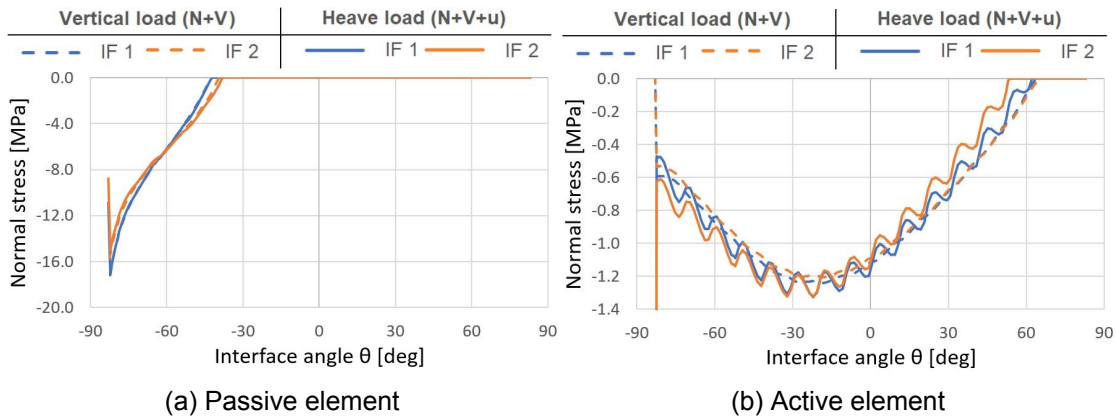 Vertical load (N+V) Heave load (N+V+u) Vertical load (N+V) Heave load (N+V+u)
IF 1 IF 2 IF 1 IF 2 IF 1 IF 2 IF 1 IF 2
Normal stress [MPa]
0.0
-4.0
-8.0
-12.0
-16.0
-20.0
-90 -60 -30 0 30 60 90
Interface angle θ [deg]
(a) Passive element
Normal stress [MPa]
0.0
-0.2
-0.4
-0.6
-0.8
-1.0
-1.2
-1.4
-90 -60 -30 0 30 60 90
Interface angle θ [deg]
(b) Active element